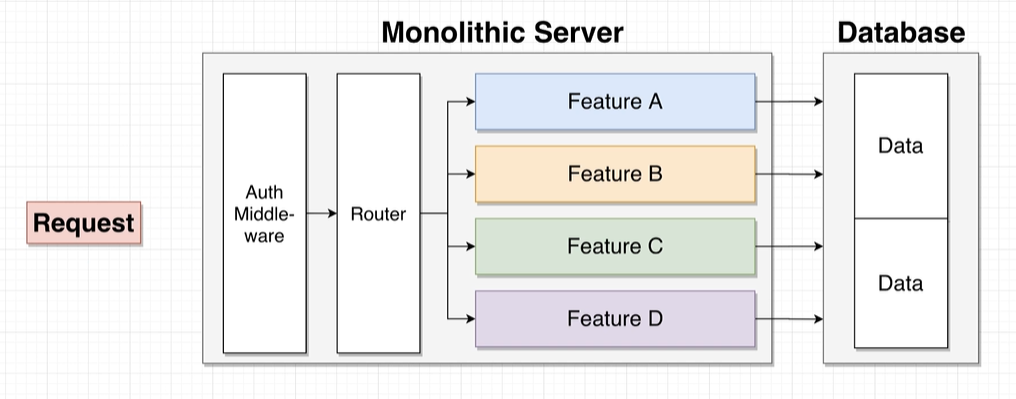 Monolithic Server
Database
Request
Auth
Middle-
ware
Router
Feature A
Feature B
Feature C
Feature D
Data
Data